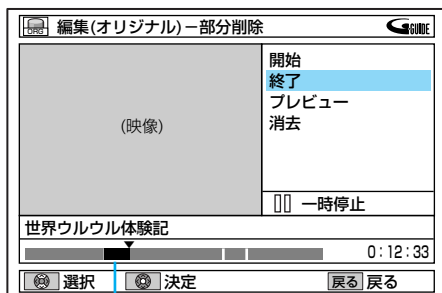 ORG 編集(オリジナル)－部分削除 GGUIDE
(映像)
開始
終了
プレビュー
消去
一時停止
世界ウルウル体験記
0:12:33
選択 決定 戻る 戻る